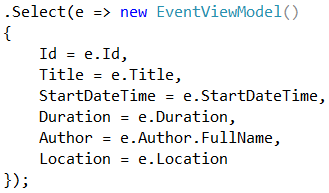 .Select(e => new EventViewModel()
{
    Id = e.Id,
    Title = e.Title,
    StartDateTime = e.StartDateTime,
    Duration = e.Duration,
    Author = e.Author.FullName,
    Location = e.Location
});